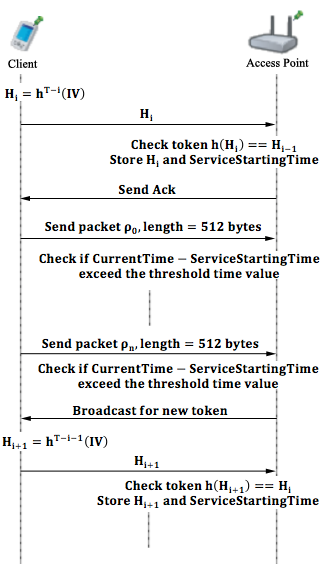 Client
Access Point
Hᵢ = hᵀ⁻ⁱ(IV)
Hᵢ
Check token h(Hᵢ) == Hᵢ₋₁
Store Hᵢ and ServiceStartingTime
Send Ack
Send packet ρ₀, length = 512 bytes
Check if CurrentTime − ServiceStartingTime
exceed the threshold time value
Send packet ρₙ, length = 512 bytes
Check if CurrentTime − ServiceStartingTime
exceed the threshold time value
Broadcast for new token
Hᵢ₊₁ = hᵀ⁻ⁱ⁻¹(IV)
Hᵢ₊₁
Check token h(Hᵢ₊₁) == Hᵢ
Store Hᵢ₊₁ and ServiceStartingTime